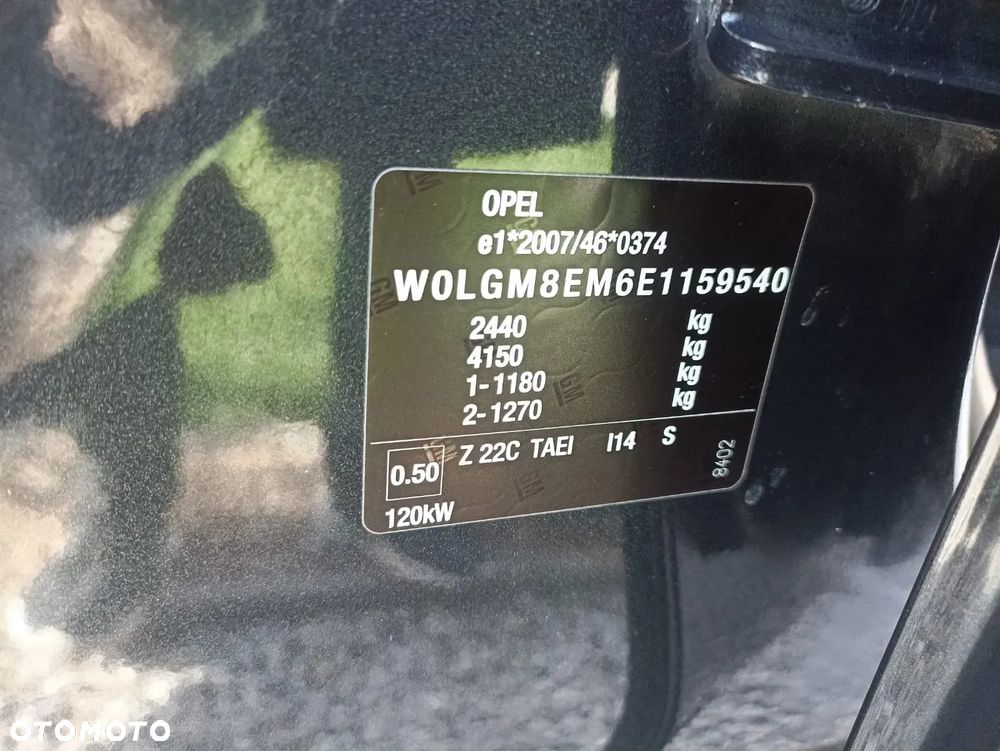 OPEL
e1*2007/46*0374
W0LGM8EM6E1159540
2440 kg
4150 kg
1-1180 kg
2-1270 kg
0.50 Z 22C TAEI I14 S 8402
120kW
OTOMOTO